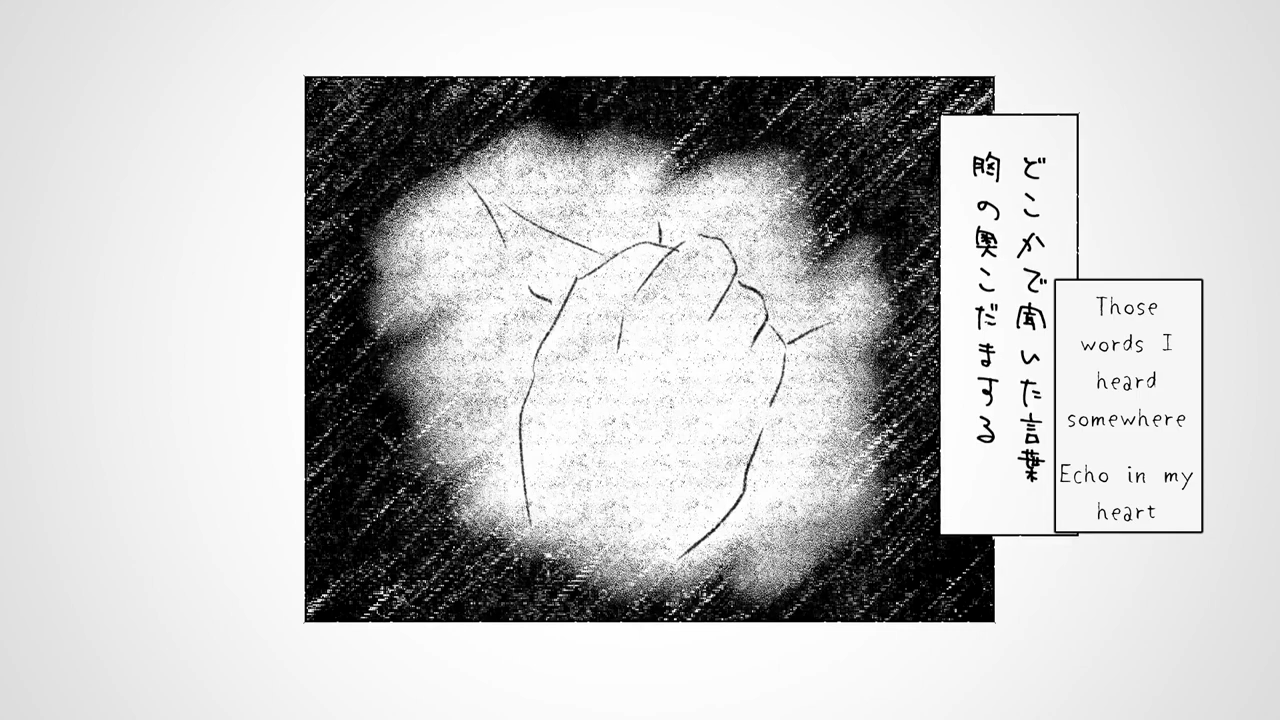 どこかで聞いた言葉
胸の奥こだまする
Those
words I
heard
somewhere
Echo in my
heart